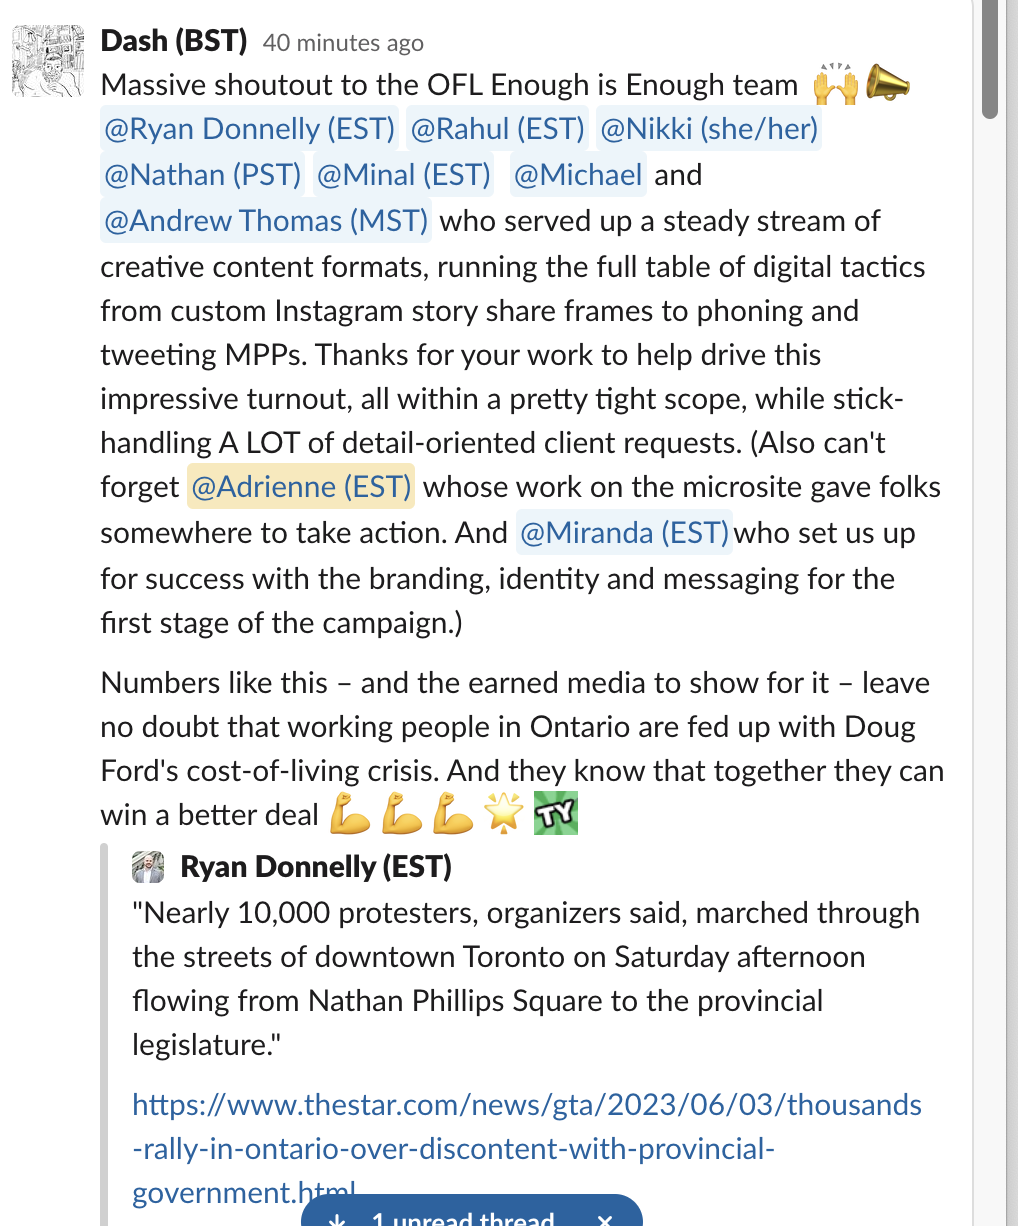 Dash (BST) 40 minutes ago
Massive shoutout to the OFL Enough is Enough team
@Ryan Donnelly (EST) @Rahul (EST) @Nikki (she/her)
@Nathan (PST) @Minal (EST) @Michael and
@Andrew Thomas (MST) who served up a steady stream of
creative content formats, running the full table of digital tactics
from custom Instagram story share frames to phoning and
tweeting MPPs. Thanks for your work to help drive this
impressive turnout, all within a pretty tight scope, while stick-
handling A LOT of detail-oriented client requests. (Also can't
forget @Adrienne (EST) whose work on the microsite gave folks
somewhere to take action. And @Miranda (EST)who set us up
for success with the branding, identity and messaging for the
first stage of the campaign.)
Numbers like this – and the earned media to show for it – leave
no doubt that working people in Ontario are fed up with Doug
Ford's cost-of-living crisis. And they know that together they can
win a better deal TY
Ryan Donnelly (EST)
"Nearly 10,000 protesters, organizers said, marched through
the streets of downtown Toronto on Saturday afternoon
flowing from Nathan Phillips Square to the provincial
legislature."
https://www.thestar.com/news/gta/2023/06/03/thousands
-rally-in-ontario-over-discontent-with-provincial-
government.html
1 unread thread